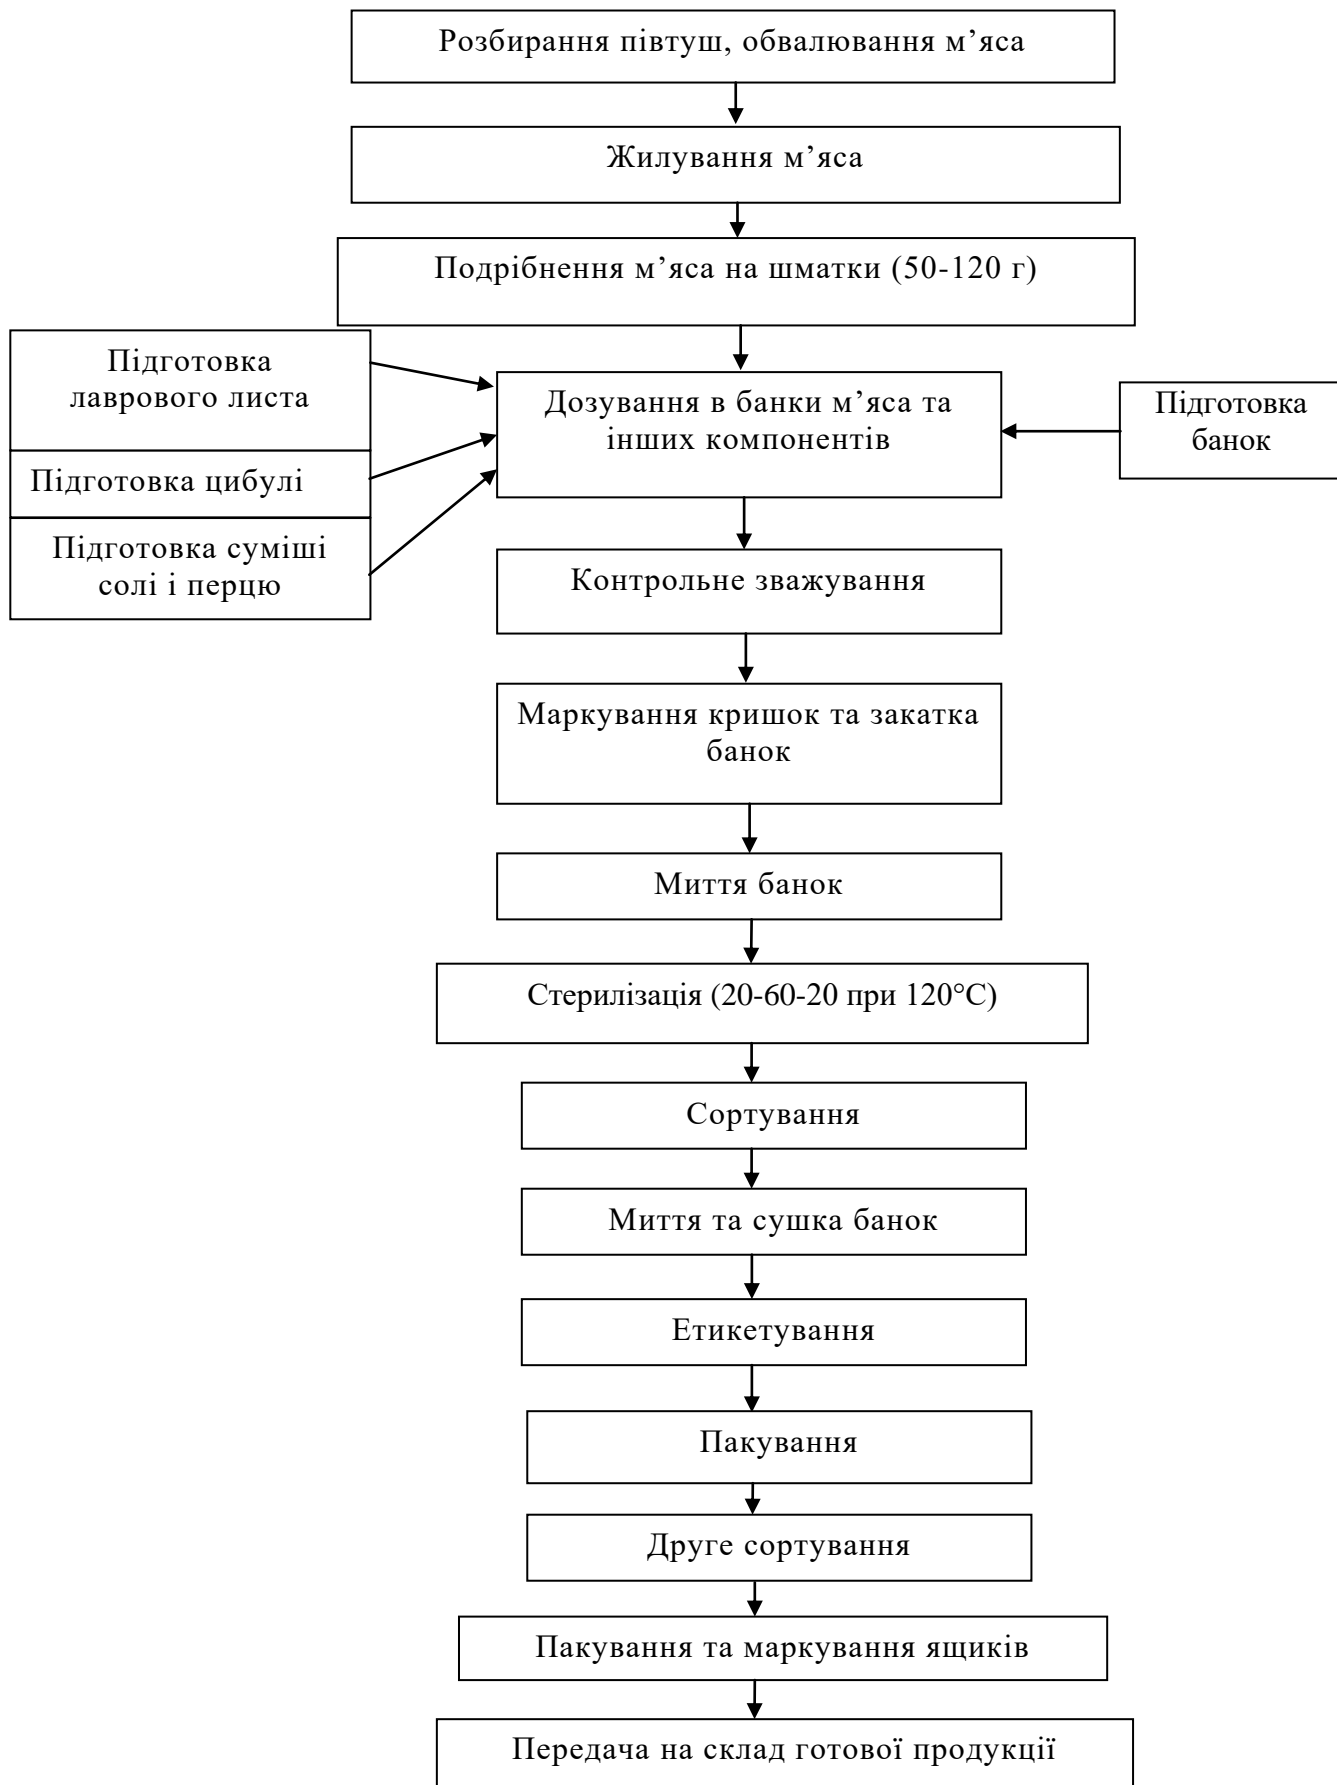 Розбирання півтуш, обвалювання м’яса
Жилування м’яса
Подрібнення м’яса на шматки (50-120 г)
Підготовка
лаврового листа
Підготовка цибулі
Підготовка суміші
солі і перцю
Дозування в банки м’яса та
інших компонентів
Підготовка
банок
Контрольне зважування
Маркування кришок та закатка
банок
Миття банок
Стерилізація (20-60-20 при 120°С)
Сортування
Миття та сушка банок
Етикетування
Пакування
Друге сортування
Пакування та маркування ящиків
Передача на склад готової продукції